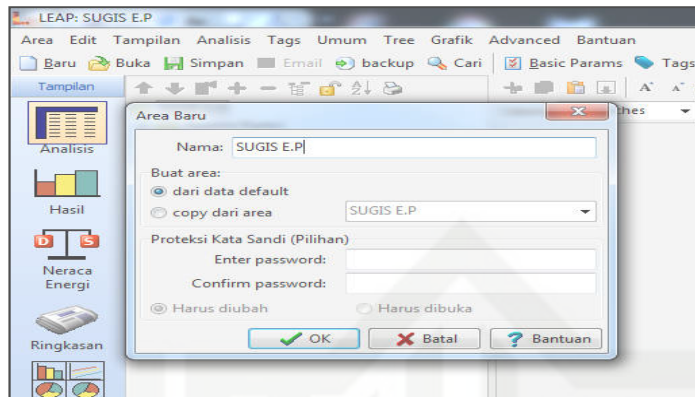 LEAP: SUGIS E.P
Area Edit Tampilan Analisis Tags Umum Tree Grafik Advanced Bantuan
Baru Buka Simpan Email backup Cari Basic Params Tags
Tampilan
Area Baru
Nama: SUGIS E.P
Analisis
Buat area:
dari data default
copy dari area SUGIS E.P
Hasil
Proteksi Kata Sandi (Pilihan)
Enter password:
Confirm password:
Neraca
Energi
Harus diubah Harus dibuka
OK Batal Bantuan
Ringkasan